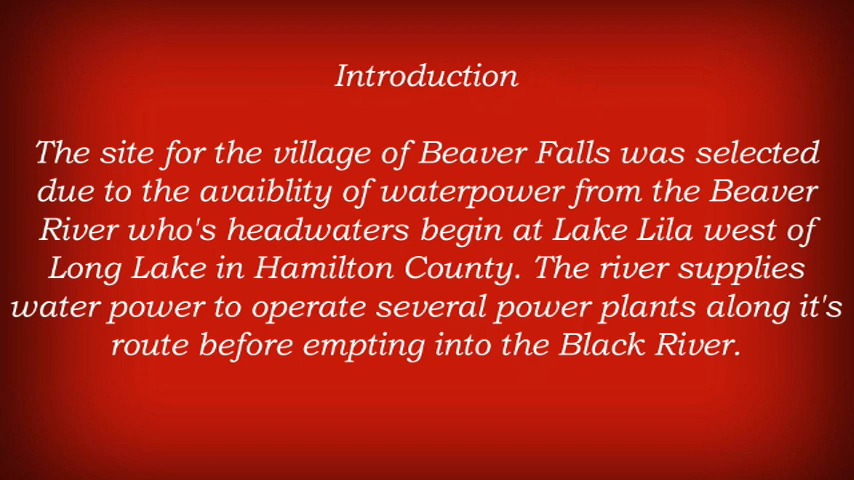 Introduction
The site for the village of Beaver Falls was selected
due to the avaiblity of waterpower from the Beaver
River who's headwaters begin at Lake Lila west of
Long Lake in Hamilton County. The river supplies
water power to operate several power plants along it's
route before empting into the Black River.